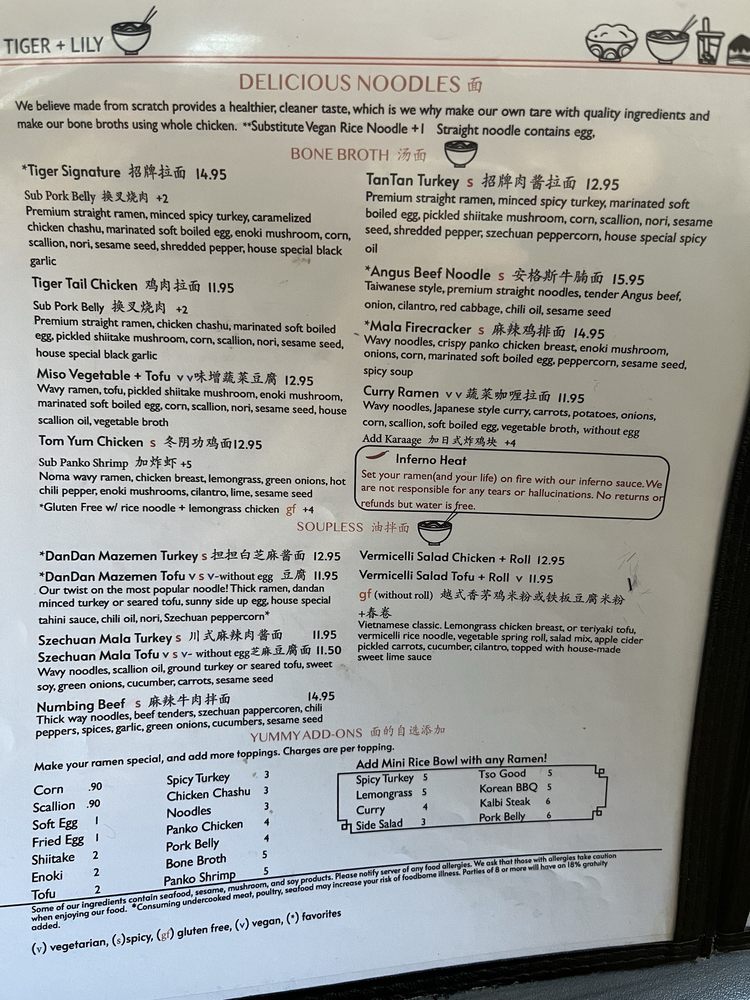 TIGER + LILY
DELICIOUS NOODLES 面
We believe made from scratch provides a healthier, cleaner taste, which is we why make our own tare with quality ingredients and
make our bone broths using whole chicken. **Substitute Vegan Rice Noodle +1 Straight noodle contains egg,
BONE BROTH 汤面
*Tiger Signature 招牌拉面 14.95
Sub Pork Belly 换叉烧肉 +2
Premium straight ramen, minced spicy turkey, caramelized
chicken chashu, marinated soft boiled egg, enoki mushroom, corn,
scallion, nori, sesame seed, shredded pepper, house special black
garlic
Tiger Tail Chicken 鸡肉拉面 11.95
Sub Pork Belly 换叉烧肉 +2
Premium straight ramen, chicken chashu, marinated soft boiled
egg, pickled shiitake mushroom, corn, scallion, nori, sesame seed,
house special black garlic
Miso Vegetable + Tofu v v味增蔬菜豆腐 12.95
Wavy ramen, tofu, pickled shiitake mushroom, enoki mushroom,
marinated soft boiled egg, corn, scallion, nori, sesame seed, house
scallion oil, vegetable broth
Tom Yum Chicken s 冬阴功鸡面12.95
Sub Panko Shrimp 加炸虾 +5
Noma wavy ramen, chicken breast, lemongrass, green onions, hot
chili pepper, enoki mushrooms, cilantro, lime, sesame seed
*Gluten Free w/ rice noodle + lemongrass chicken gf +4
TanTan Turkey s 招牌肉酱拉面 12.95
Premium straight ramen, minced spicy turkey, marinated soft
boiled egg, pickled shiitake mushroom, corn, scallion, nori, sesame
seed, shredded pepper, szechuan peppercorn, house special spicy
oil
*Angus Beef Noodle s 安格斯牛腩面 15.95
Taiwanese style, premium straight noodles, tender Angus beef,
onion, cilantro, red cabbage, chili oil, sesame seed
*Mala Firecracker s 麻辣鸡排面 14.95
Wavy noodles, crispy panko chicken breast, enoki mushroom,
onions, corn, marinated soft boiled egg, peppercorn, sesame seed,
spicy soup
Curry Ramen v v 蔬菜咖喱拉面 11.95
Wavy noodles, Japanese style curry, carrots, potatoes, onions,
corn, scallion, soft boiled egg, vegetable broth, without egg
Add Karaage 加日式炸鸡块 +4
Inferno Heat
Set your ramen(and your life) on fire with our inferno sauce. We
are not responsible for any tears or hallucinations. No returns or
refunds but water is free.
SOUPLESS 油拌面
*DanDan Mazemen Turkey s 担担白芝麻酱面 12.95
*DanDan Mazemen Tofu v s v-without egg 豆腐 11.95
Our twist on the most popular noodle! Thick ramen, dandan
minced turkey or seared tofu, sunny side up egg, house special
tahini sauce, chili oil, nori, Szechuan peppercorn*
Szechuan Mala Turkey s 川式麻辣肉酱面 11.95
Szechuan Mala Tofu v s v- without egg芝麻豆腐面 11.50
Wavy noodles, scallion oil, ground turkey or seared tofu, sweet
soy, green onions, cucumber, carrots, sesame seed
Numbing Beef s 麻辣牛肉拌面 14.95
Thick way noodles, beef tenders, szechuan pappercoren, chili
peppers, spices, garlic, green onions, cucumbers, sesame seed
Vermicelli Salad Chicken + Roll 12.95
Vermicelli Salad Tofu + Roll v 11.95
gf (without roll) 越式香茅鸡米粉或铁板豆腐米粉
+春卷
Vietnamese classic. Lemongrass chicken breast, or teriyaki tofu,
vermicelli rice noodle, vegetable spring roll, salad mix, apple cider
pickled carrots, cucumber, cilantro, topped with house-made
sweet lime sauce
YUMMY ADD-ONS 面的自选添加
Make your ramen special, and add more toppings. Charges are per topping.
Corn .90
Scallion .90
Soft Egg 1
Fried Egg 1
Shiitake 2
Enoki 2
Tofu 2
Spicy Turkey 3
Chicken Chashu 3
Noodles 3
Panko Chicken 4
Pork Belly 4
Bone Broth 5
Panko Shrimp 5
Add Mini Rice Bowl with any Ramen!
Spicy Turkey 5 Tso Good 5
Lemongrass 5 Korean BBQ 5
Curry 4 Kalbi Steak 6
Side Salad 3 Pork Belly 6
Some of our ingredients contain seafood, sesame, mushroom, and soy products. Please notify server of any food allergies. We ask that those with allergies take caution
when enjoying our food. *Consuming undercooked meat, poultry, seafood may increase your risk of foodborne illness. Parties of 8 or more will have an 18% gratuity
added.
(v) vegetarian, (s)spicy, (gf) gluten free, (v) vegan, (*) favorites